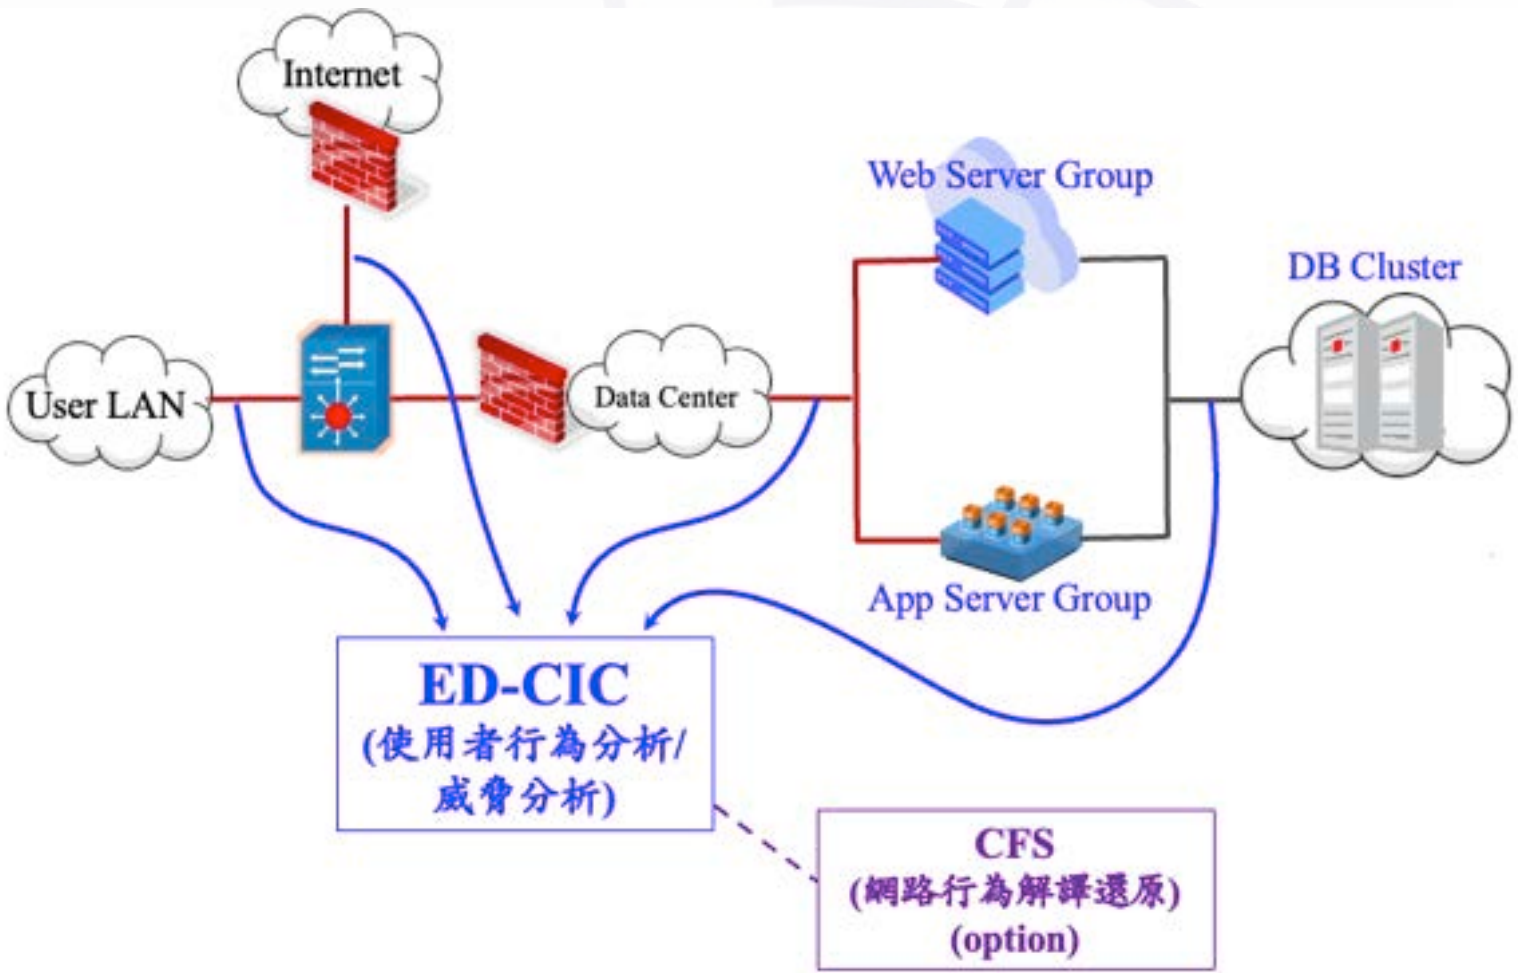 Internet
Web Server Group
DB Cluster
User LAN
Data Center
App Server Group
ED-CIC
(使用者行為分析/
威脅分析)
CFS
(網路行為解譯還原)
(option)